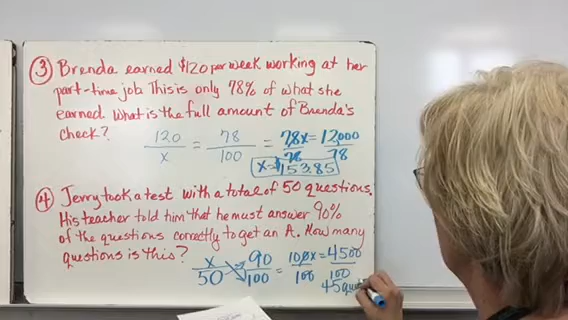 ③ Brenda earned $120 per week working at her
part-time job. This is only 78% of what she
earned. What is the full amount of Brenda's
check?
120/x = 78/100 = 78x/78 = 12,000/78
x = $153.85
④ Jerry took a test with a total of 50 questions.
His teacher told him that he must answer 90%
of the questions correctly to get an A. How many
questions is this?
x/50 = 90/100 = 100x/100 = 4500/100
45